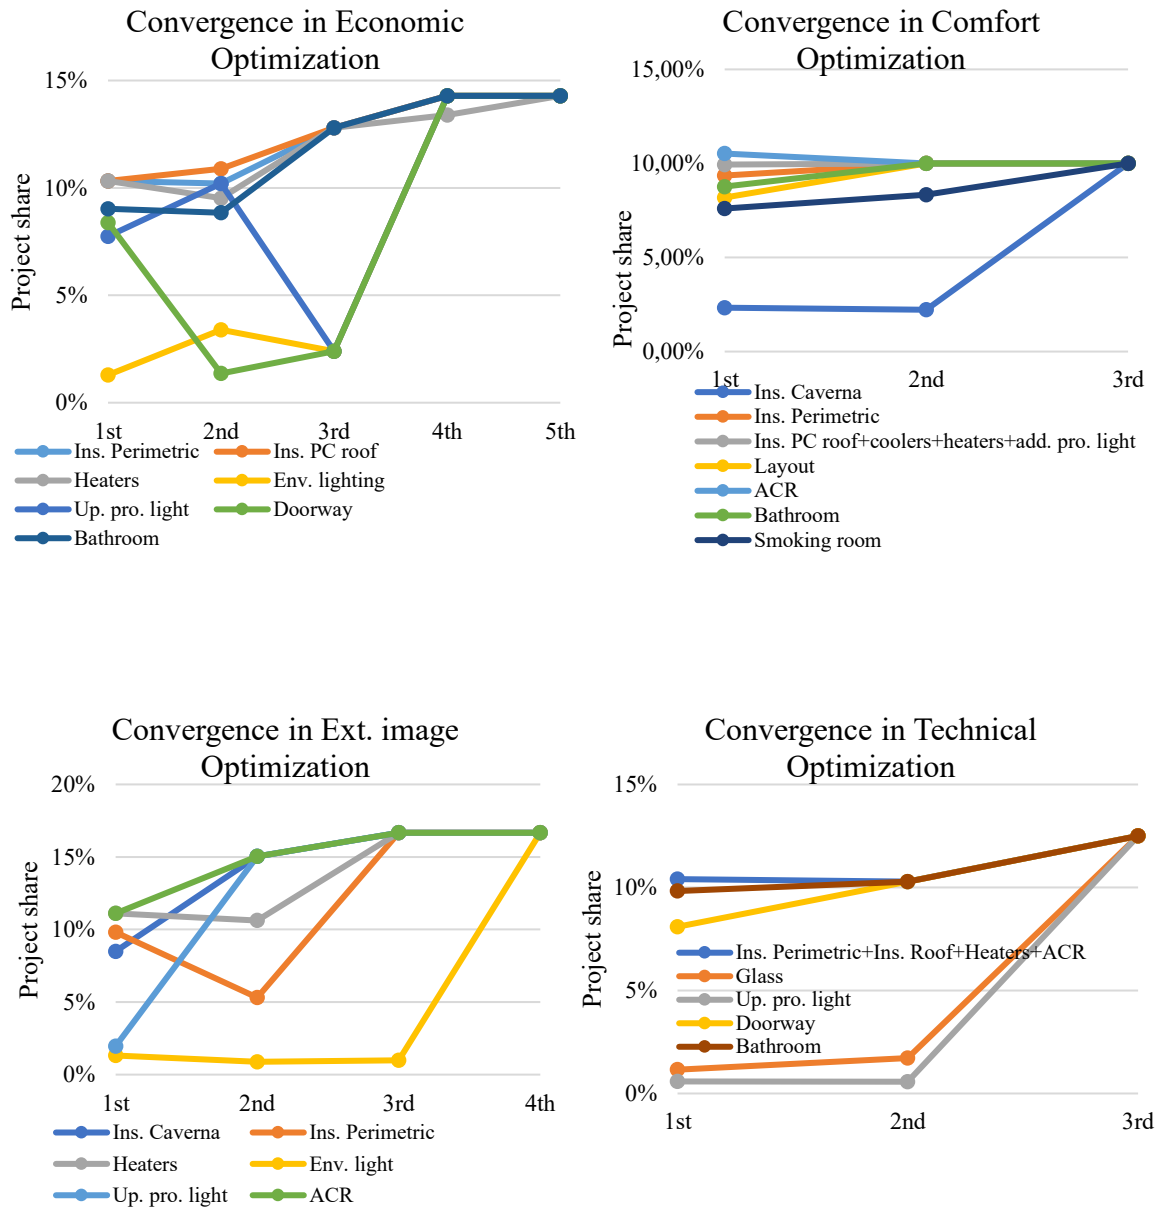 Convergence in Economic
Optimization
Project share
15%
10%
5%
0%
1st 2nd 3rd 4th 5th
Ins. Perimetric Ins. PC roof
Heaters Env. lighting
Up. pro. light Doorway
Bathroom
Convergence in Comfort
Optimization
Project share
15,00%
10,00%
5,00%
0,00%
1st 2nd 3rd
Ins. Caverna
Ins. Perimetric
Ins. PC roof+coolers+heaters+add. pro. light
Layout
ACR
Bathroom
Smoking room
Convergence in Ext. image
Optimization
Project share
20%
15%
10%
5%
0%
1st 2nd 3rd 4th
Ins. Caverna Ins. Perimetric
Heaters Env. light
Up. pro. light ACR
Convergence in Technical
Optimization
Project share
15%
10%
5%
0%
Ins. Perimetric+Ins. Roof+Heaters+ACR
Glass
Up. pro. light
Doorway
Bathroom
1st 2nd 3rd